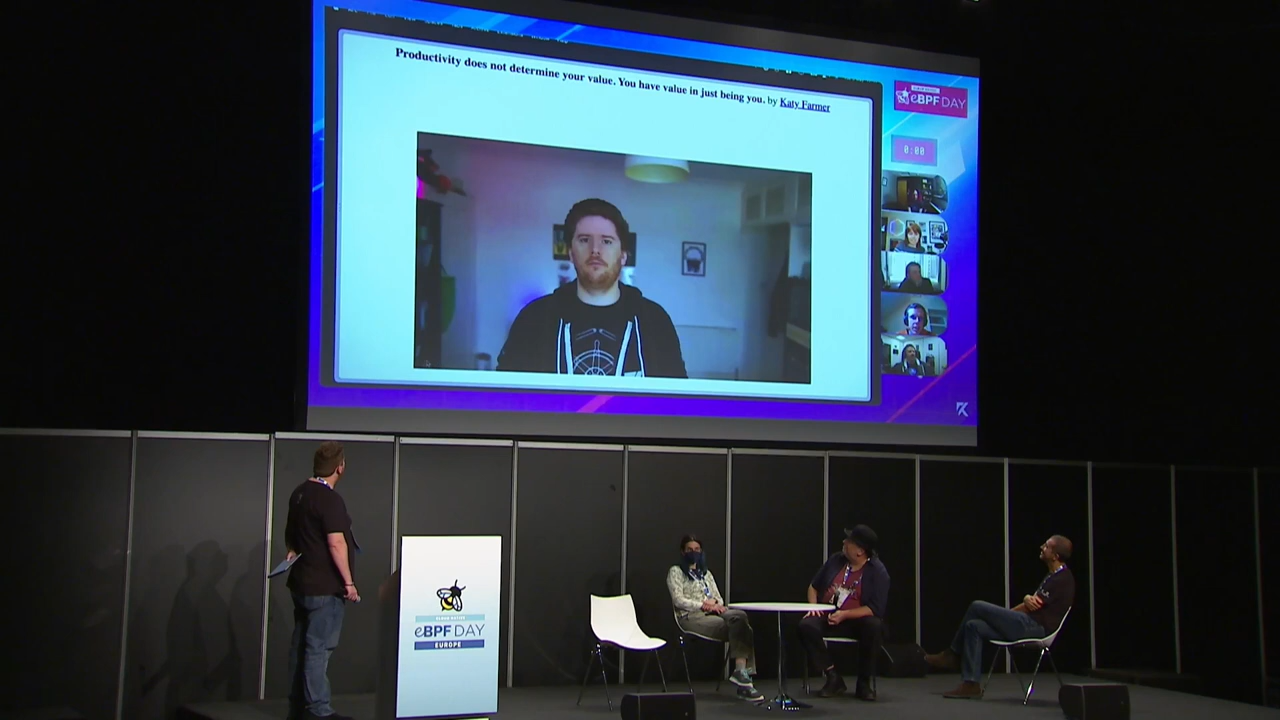 Productivity does not determine your value. You have value in just being you. by Katy Farmer
eBPF DAY
0:00
eBPF DAY
EUROPE